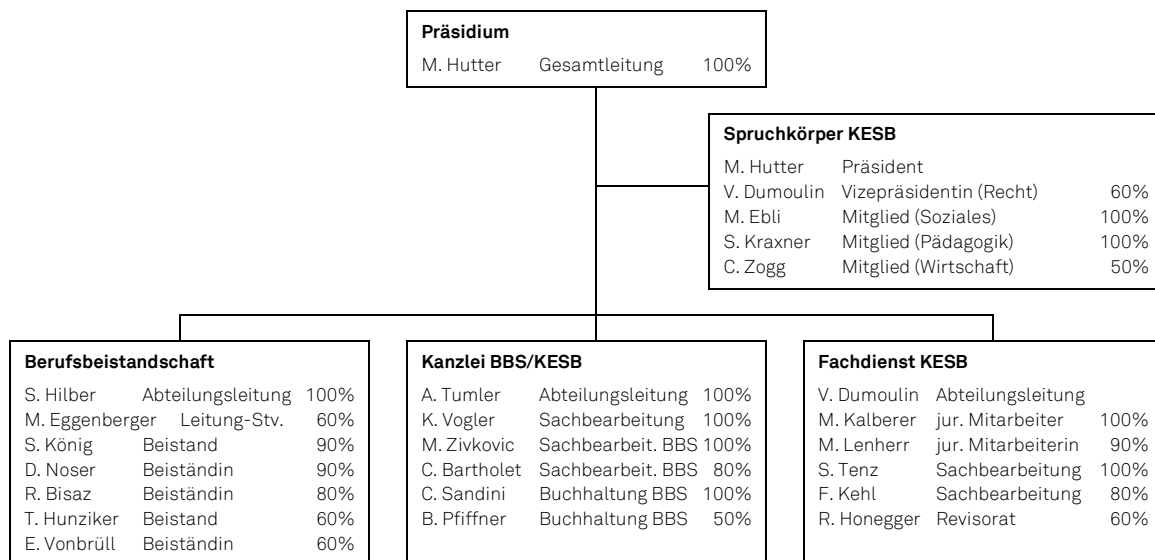 Präsidium
M. Hutter Gesamtleitung 100%
Spruchkörper KESB
M. Hutter Präsident
V. Dumoulin Vizepräsidentin (Recht) 60%
M. Ebli Mitglied (Soziales) 100%
S. Kraxner Mitglied (Pädagogik) 100%
C. Zogg Mitglied (Wirtschaft) 50%
Berufsbeistandschaft
S. Hilber Abteilungsleitung 100%
M. Eggenberger Leitung-Stv. 60%
S. König Beistand 90%
D. Noser Beiständin 90%
R. Bisaz Beiständin 80%
T. Hunziker Beistand 60%
E. Vonbrüll Beiständin 60%
Kanzlei BBS/KESB
A. Tumler Abteilungsleitung 100%
K. Vogler Sachbearbeitung 100%
M. Zivkovic Sachbearbeit. BBS 100%
C. Bartholet Sachbearbeit. BBS 80%
C. Sandini Buchhaltung BBS 100%
B. Pfiffner Buchhaltung BBS 50%
Fachdienst KESB
V. Dumoulin Abteilungsleitung
M. Kalberer jur. Mitarbeiter 100%
M. Lenherr jur. Mitarbeiterin 90%
S. Tenz Sachbearbeitung 100%
F. Kehl Sachbearbeitung 80%
R. Honegger Revisorat 60%